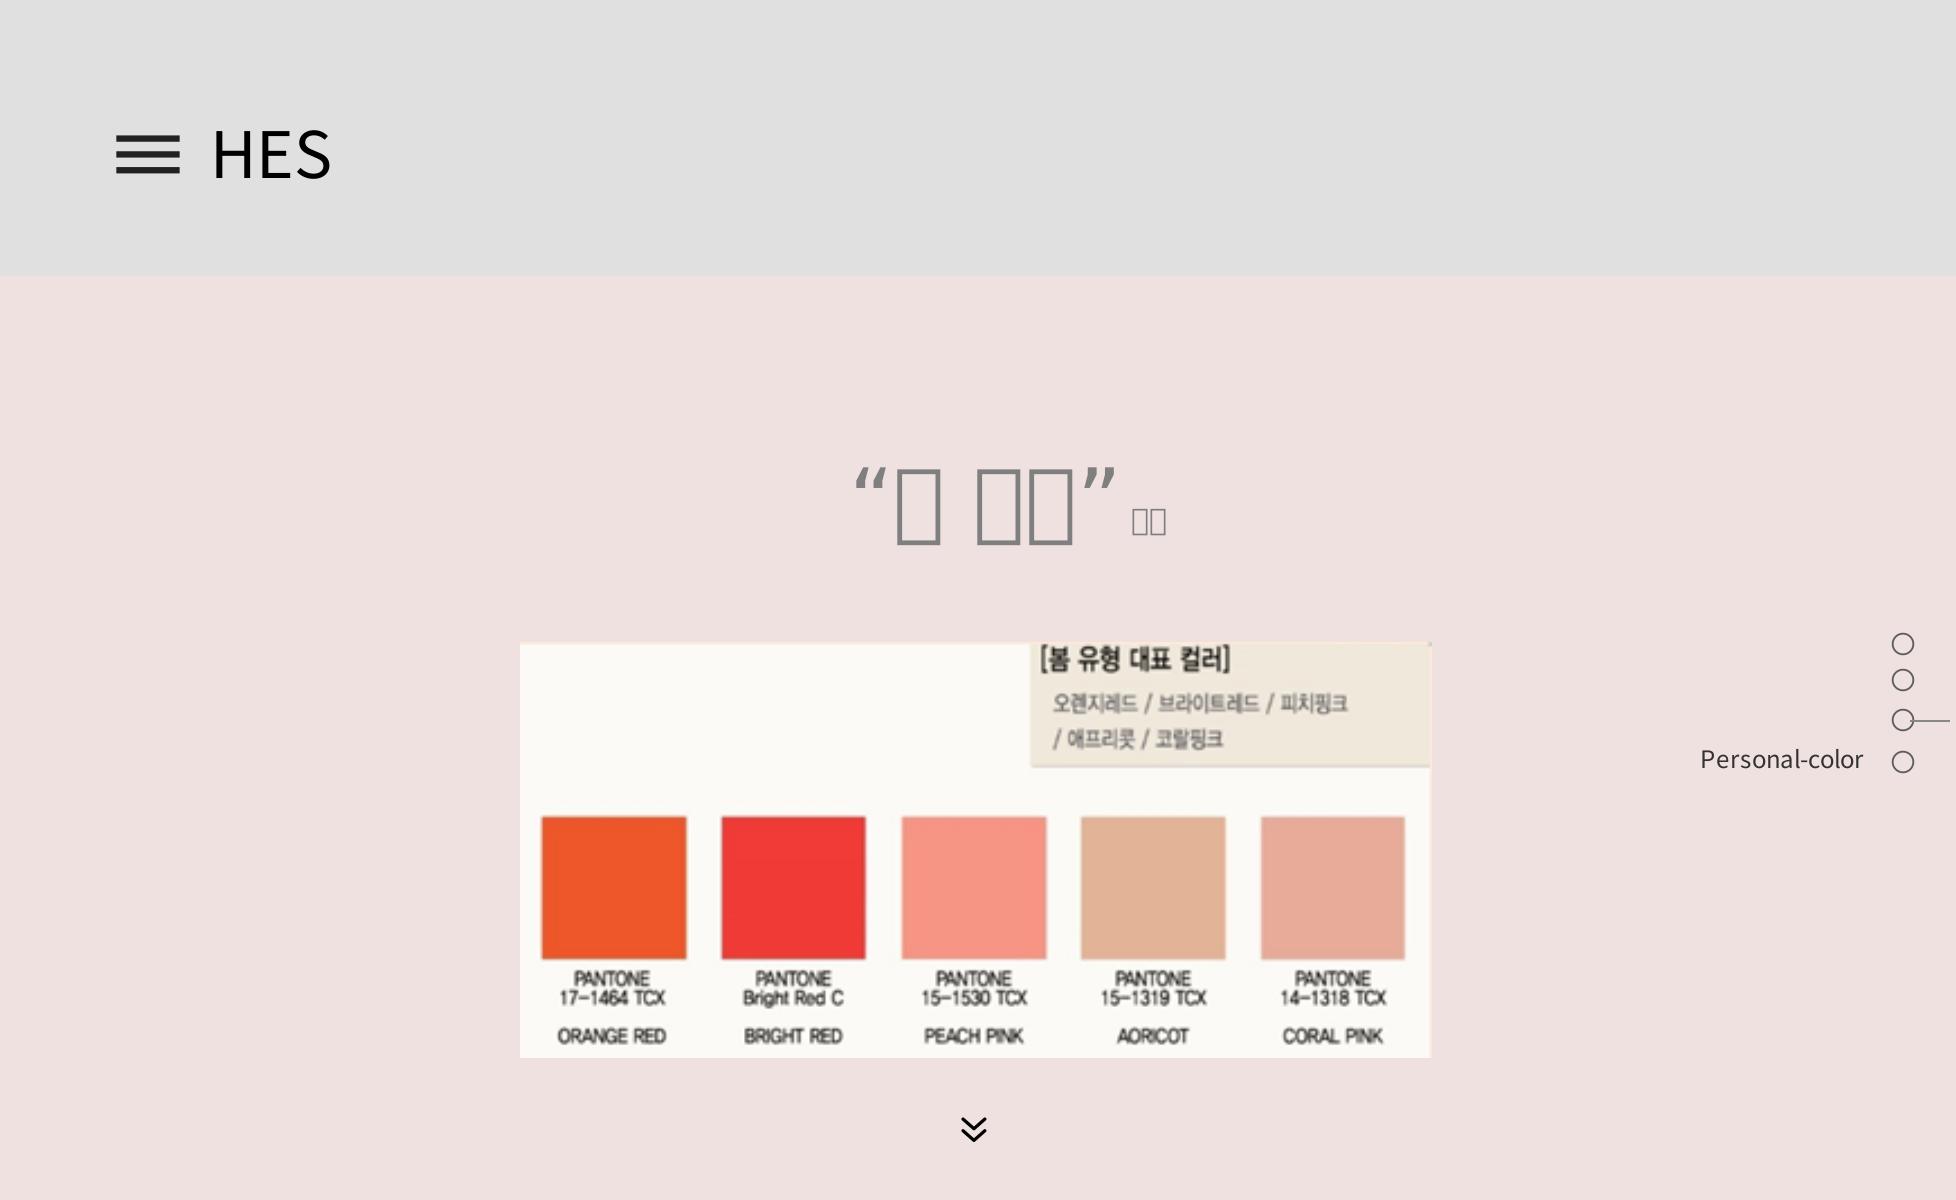 HES
[봄 유형 대표 컬러]
오렌지레드 / 브라이트레드 / 피치핑크
/ 애프리콧 / 코랄핑크
Personal-color
PANTONE
17-1464 TCX
ORANGE RED
PANTONE
Bright Red C
BRIGHT RED
PANTONE
15-1530 TCX
PEACH PINK
PANTONE
15-1319 TCX
AORICOT
PANTONE
14-1318 TCX
CORAL PINK